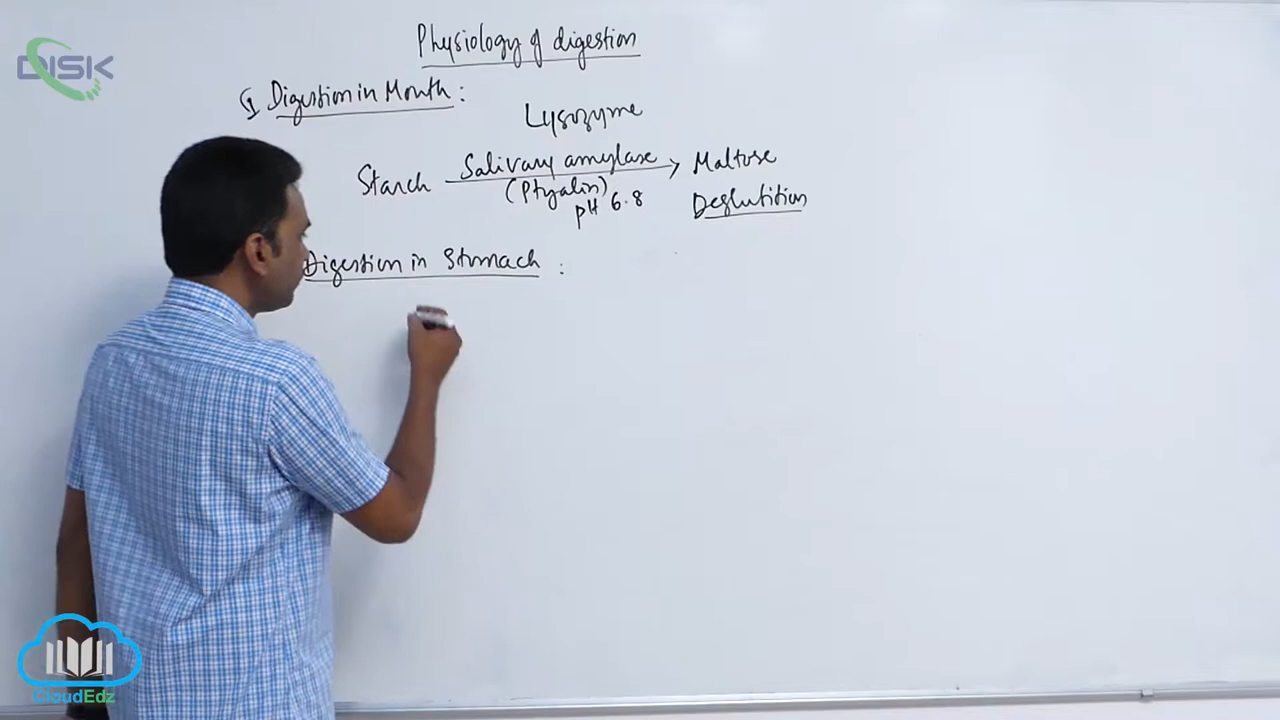 DISK
Physiology of digestion
Digestion in Mouth :
Lysozyme
Starch Salivary amylase → Maltose
(Ptyalin)
pH 6.8
Deglutition
Digestion in Stomach :
CloudEdz